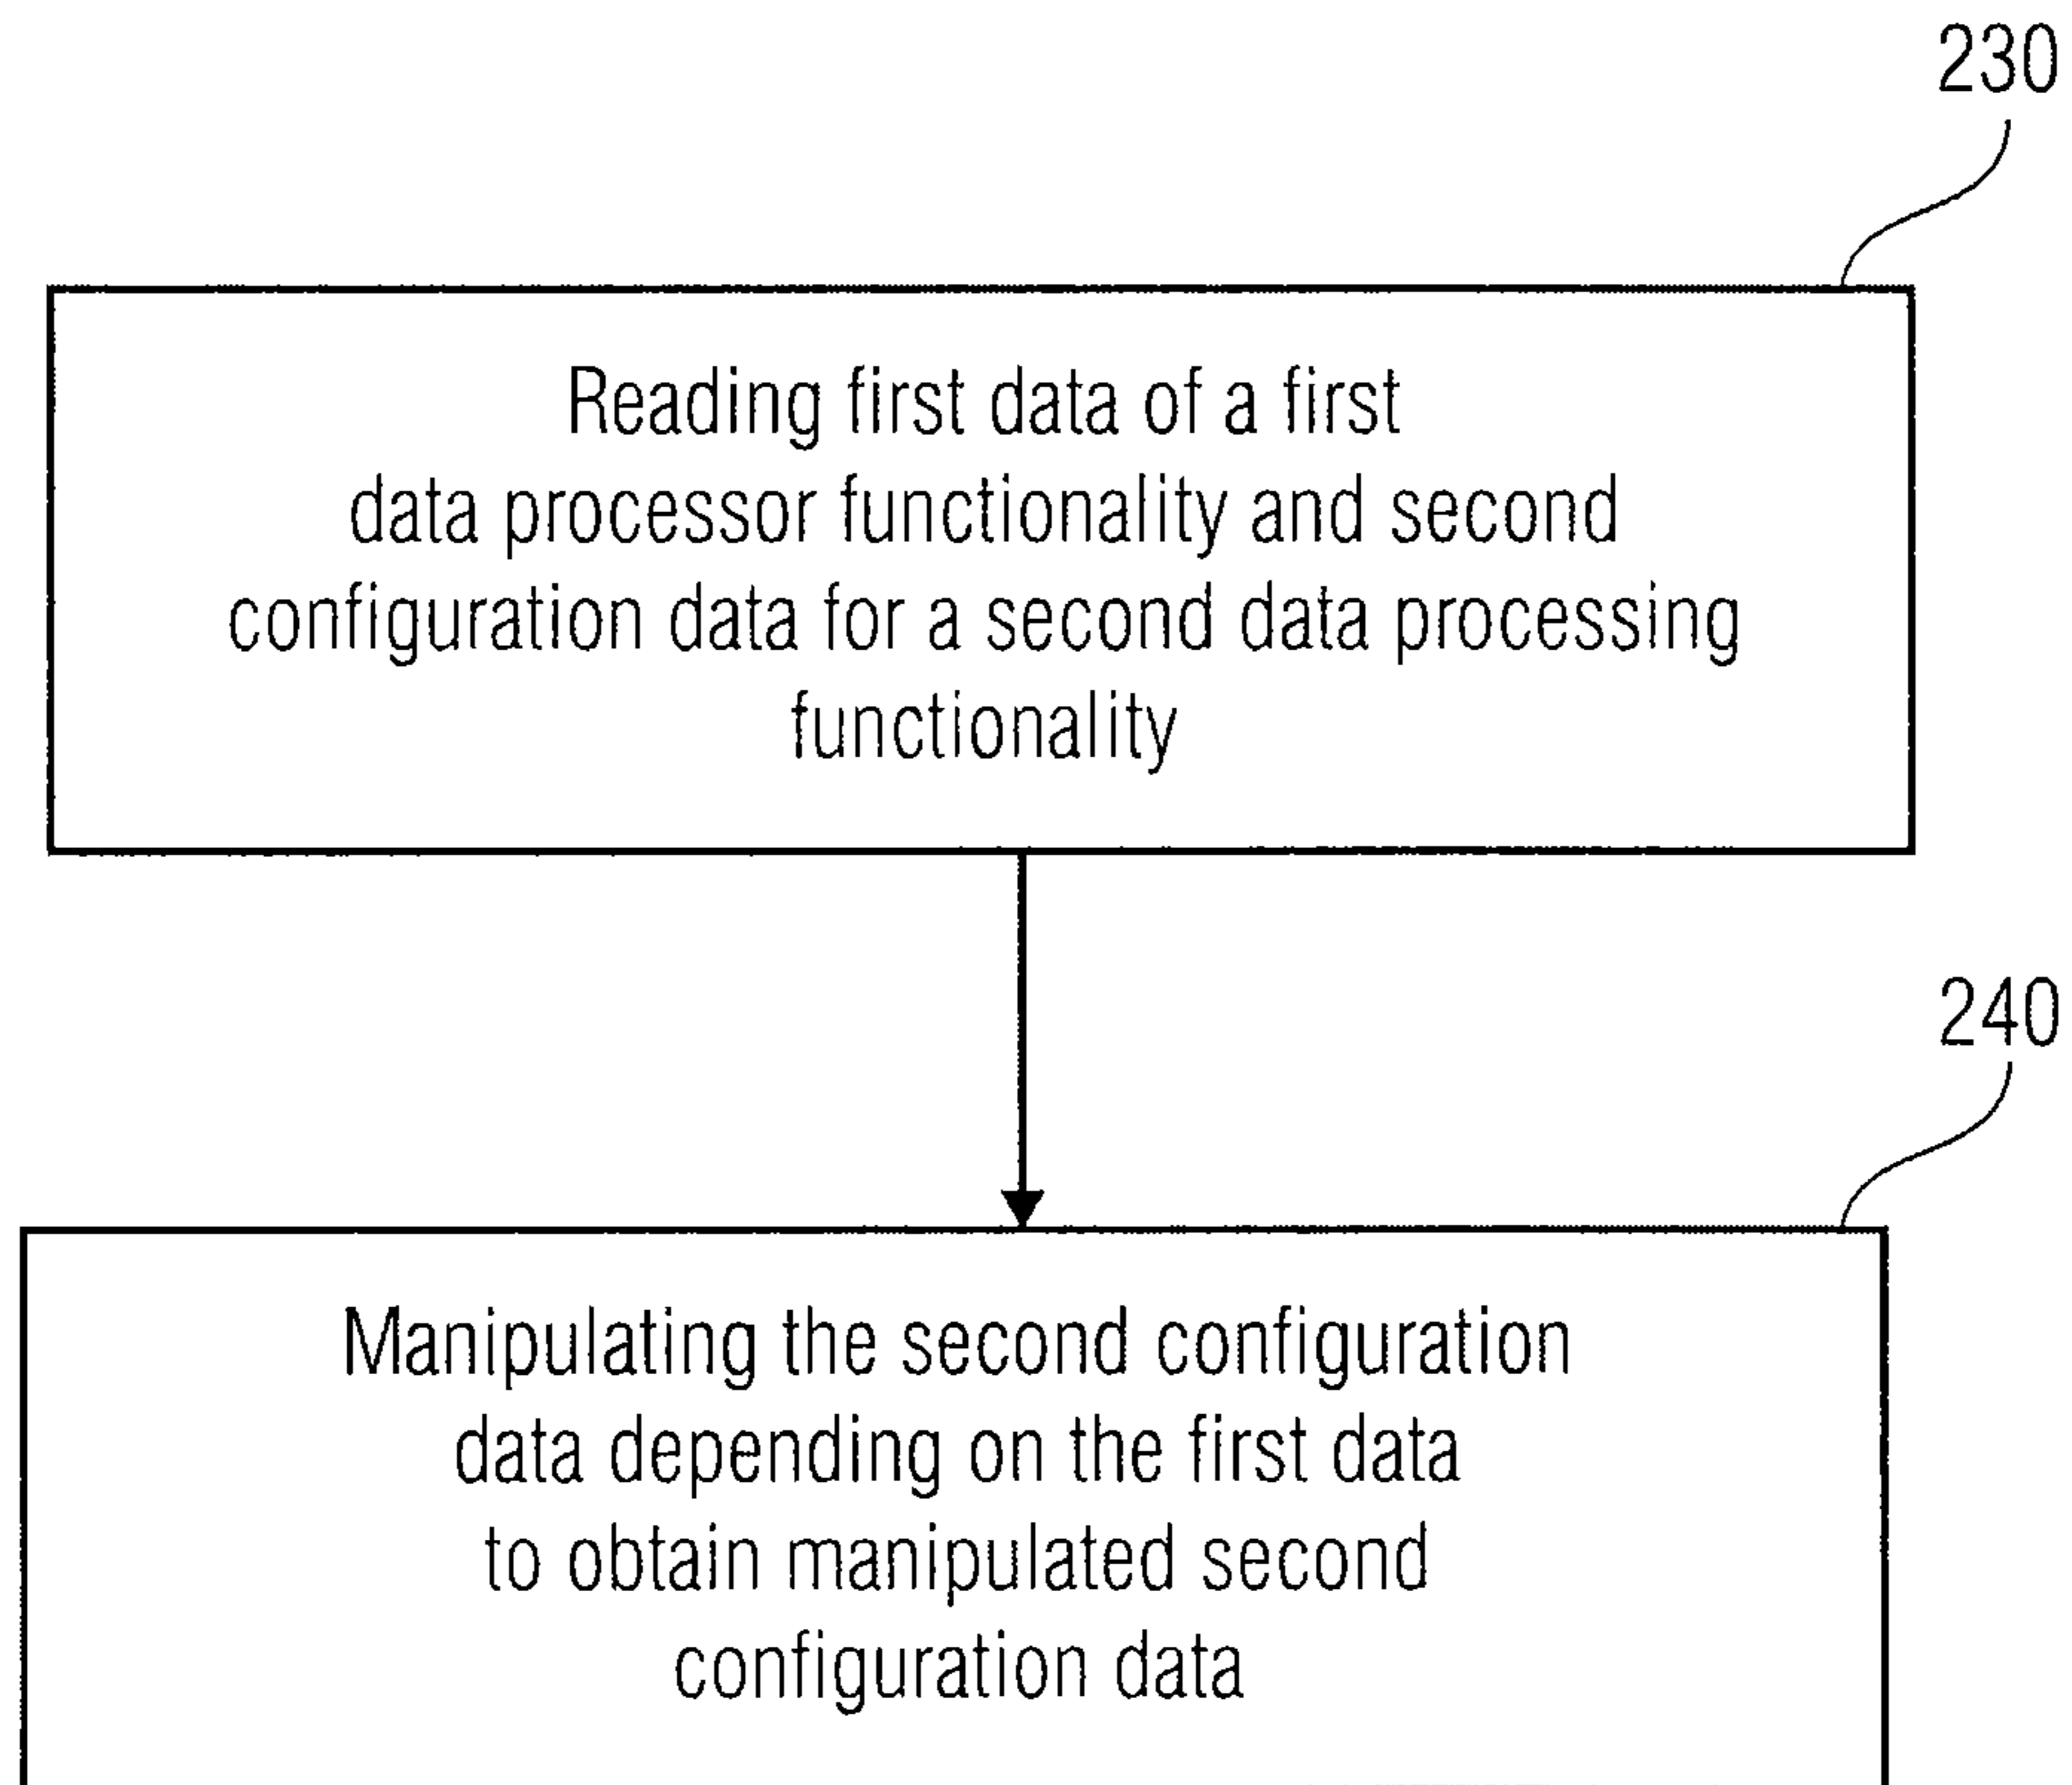 230
Reading first data of a first
data processor functionality and second
configuration data for a second data processing
functionality
240
Manipulating the second configuration
data depending on the first data
to obtain manipulated second
configuration data